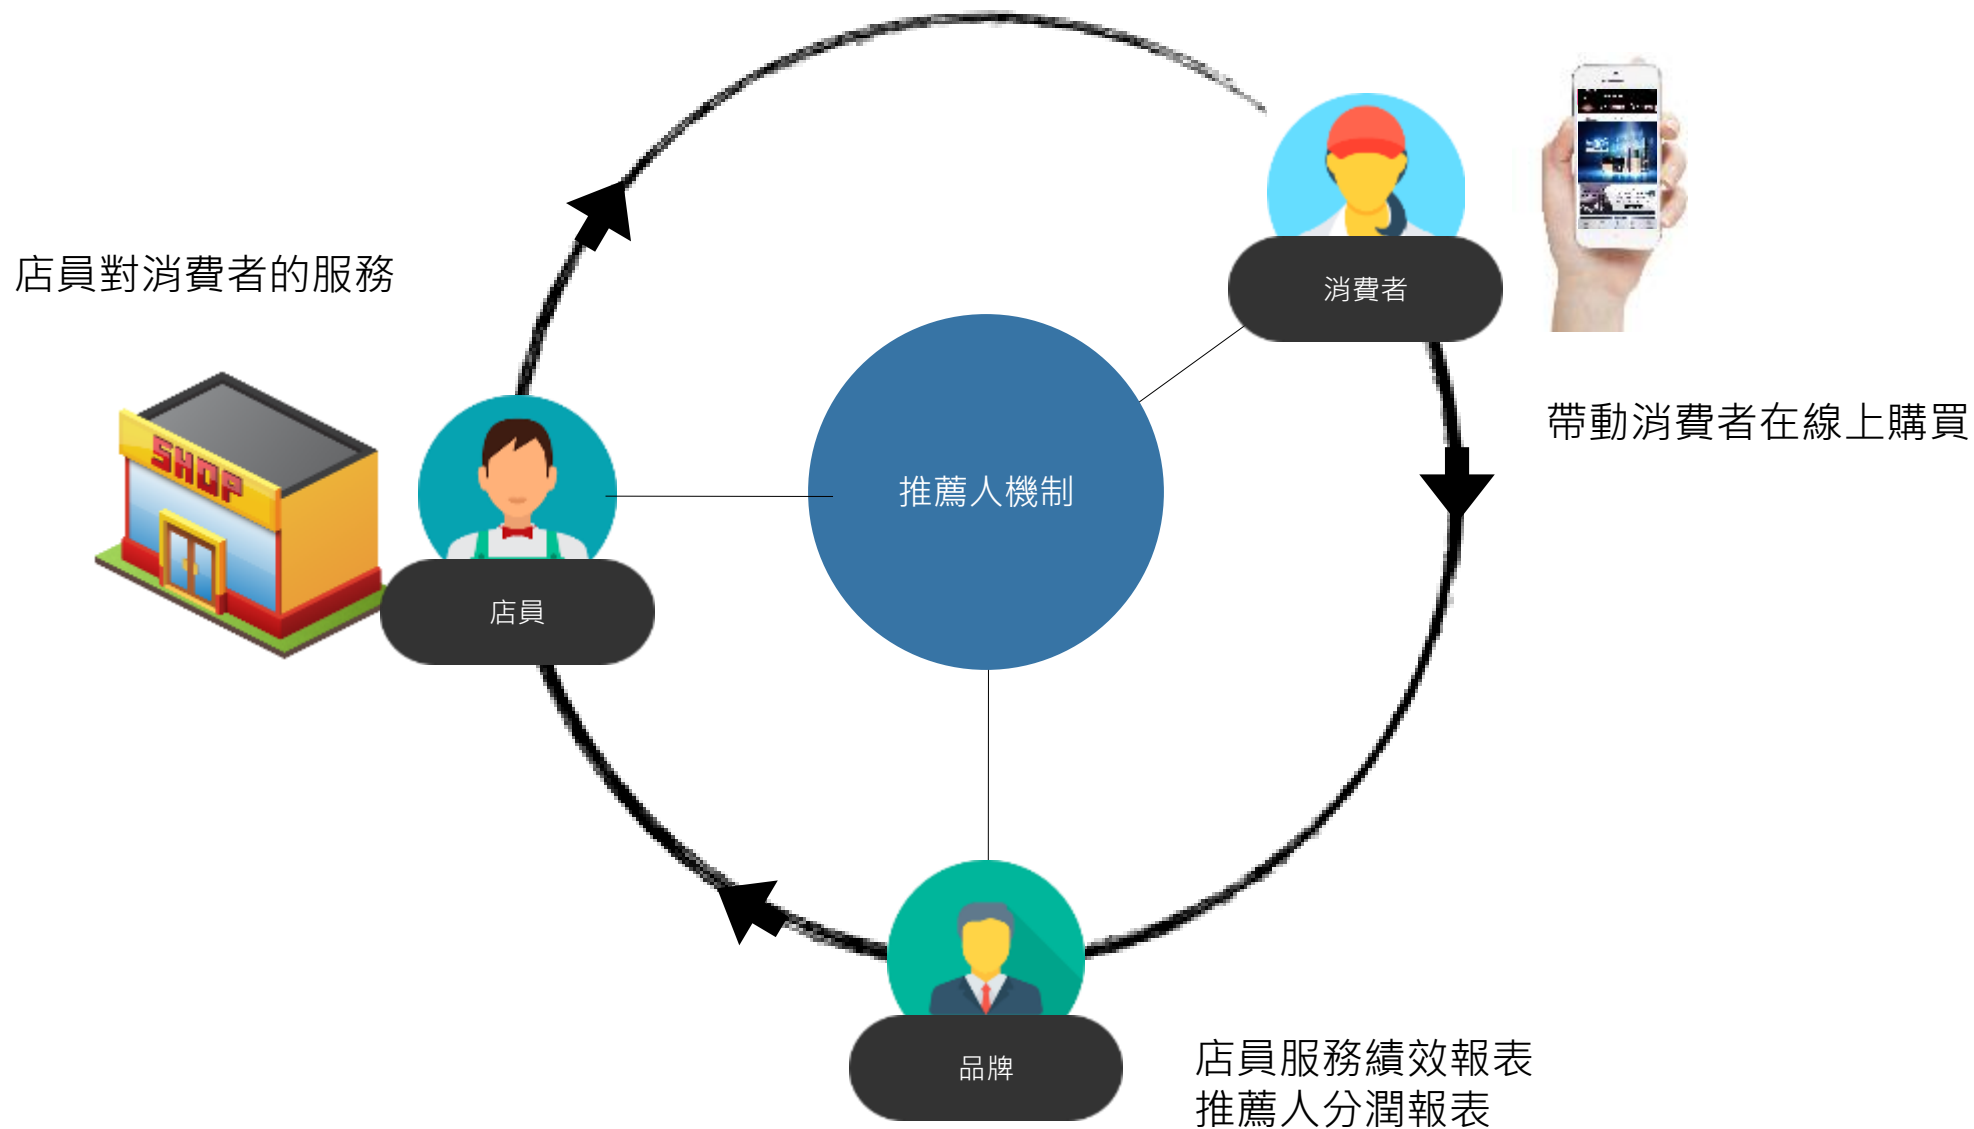 店員對消費者的服務
消費者
帶動消費者在線上購買
SHOP
推薦人機制
店員
品牌
店員服務績效報表
推薦人分潤報表